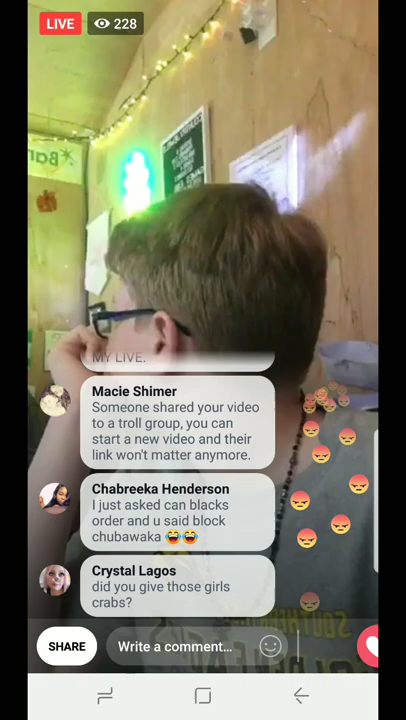 LIVE 228
Bar
MY LIVE.
Macie Shimer
Someone shared your video
to a troll group, you can
start a new video and their
link won't matter anymore.
Chabreeka Henderson
I just asked can blacks
order and u said block
chubawaka 😂😂
Crystal Lagos
did you give those girls
crabs?
SOUTHERN
SHARE Write a comment...